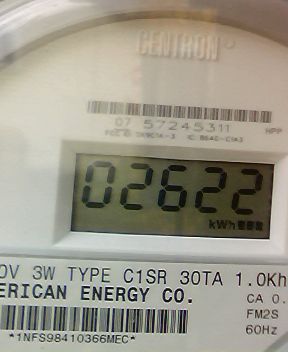 CENTRON®
07 57245311 HPP
02622
kWh
0V 3W TYPE C1SR 30TA 1.0Kh
ERICAN ENERGY CO. CA 0.
FM2S
*1NFS98410366MEC* 60Hz